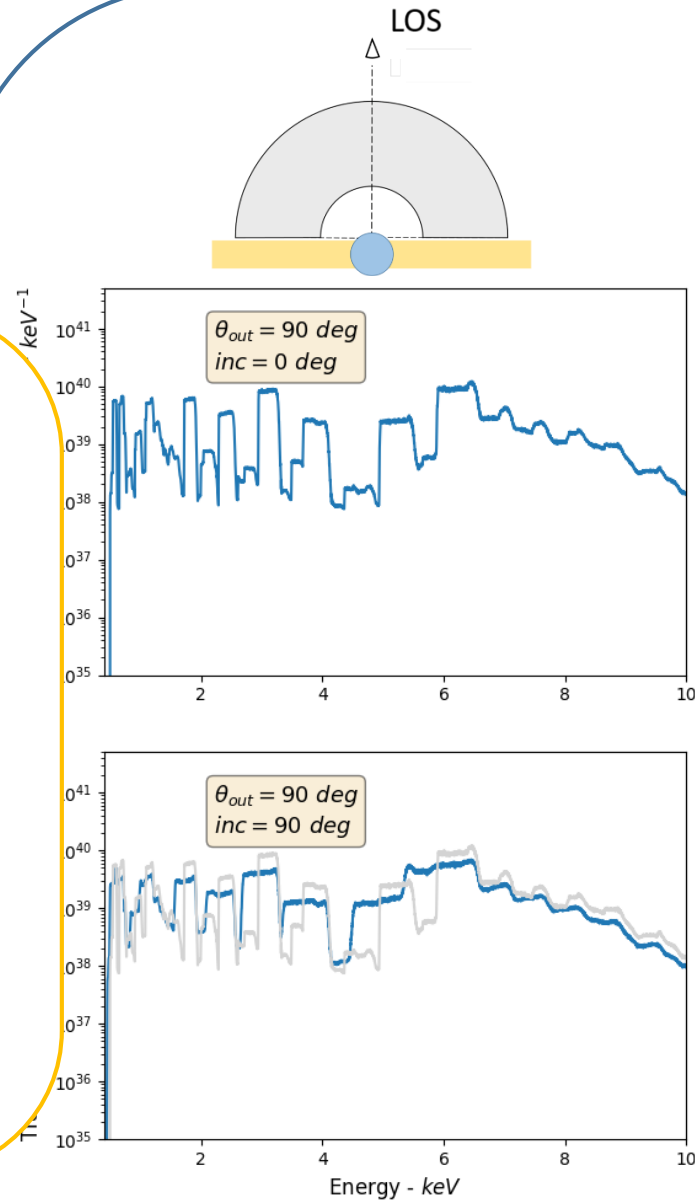 LOS
keV⁻¹
θ_out = 90 deg
inc = 0 deg
10⁴¹
10⁴⁰
10³⁹
10³⁸
10³⁷
10³⁶
10³⁵
2 4 6 8 10
θ_out = 90 deg
inc = 90 deg
10⁴¹
10⁴⁰
10³⁹
10³⁸
10³⁷
10³⁶
10³⁵
2 4 6 8 10
Energy - keV